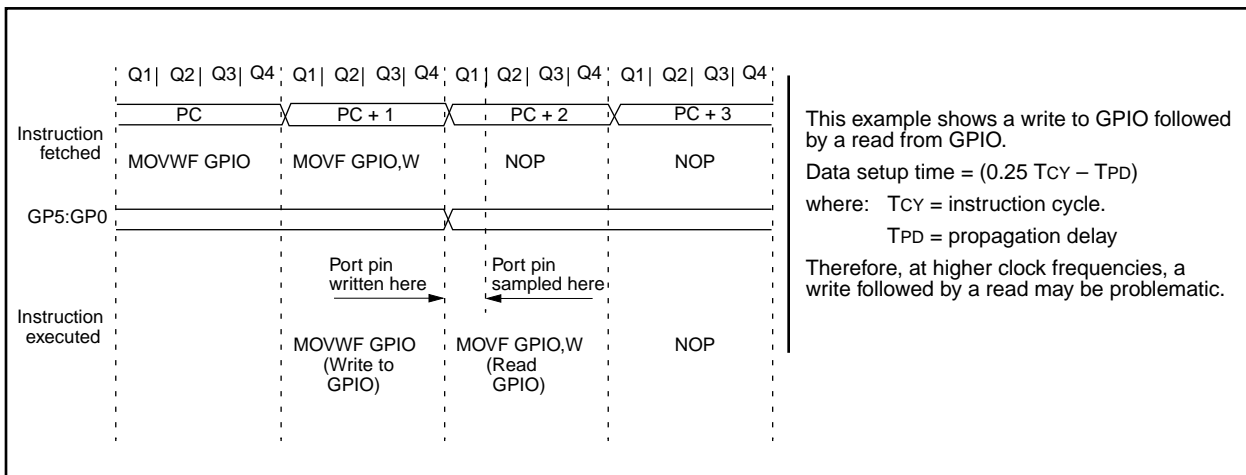 Q1| Q2| Q3| Q4 Q1| Q2| Q3| Q4 Q1| Q2| Q3| Q4 Q1| Q2| Q3| Q4
PC PC + 1 PC + 2 PC + 3
Instruction
fetched
MOVWF GPIO MOVF GPIO,W NOP NOP
GP5:GP0
Port pin
written here
Port pin
sampled here
Instruction
executed
MOVWF GPIO
(Write to
GPIO)
MOVF GPIO,W
(Read
GPIO)
NOP
This example shows a write to GPIO followed
by a read from GPIO.
Data setup time = (0.25 TCY – TPD)
where: TCY = instruction cycle.
TPD = propagation delay
Therefore, at higher clock frequencies, a
write followed by a read may be problematic.